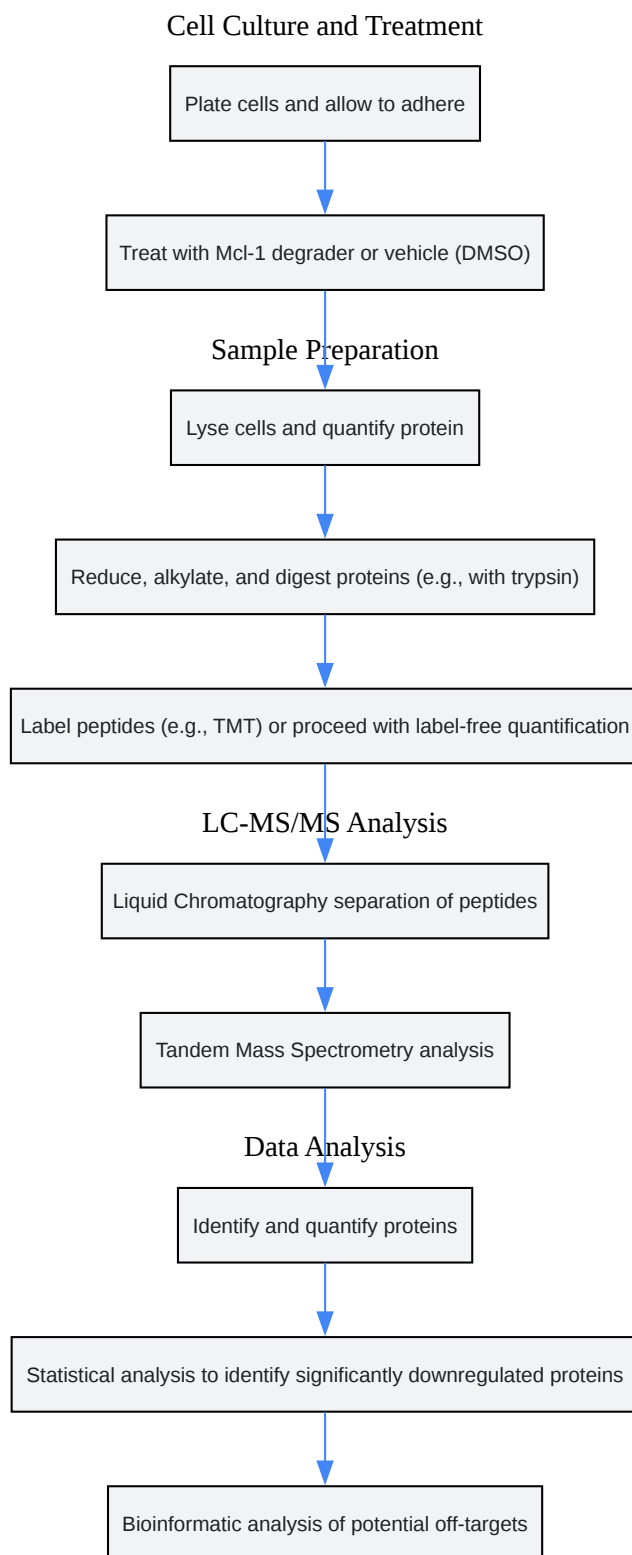 Cell Culture and Treatment
Plate cells and allow to adhere
Treat with Mcl-1 degrader or vehicle (DMSO)
Sample Preparation
Lyse cells and quantify protein
Reduce, alkylate, and digest proteins (e.g., with trypsin)
Label peptides (e.g., TMT) or proceed with label-free quantification
LC-MS/MS Analysis
Liquid Chromatography separation of peptides
Tandem Mass Spectrometry analysis
Data Analysis
Identify and quantify proteins
Statistical analysis to identify significantly downregulated proteins
Bioinformatic analysis of potential off-targets